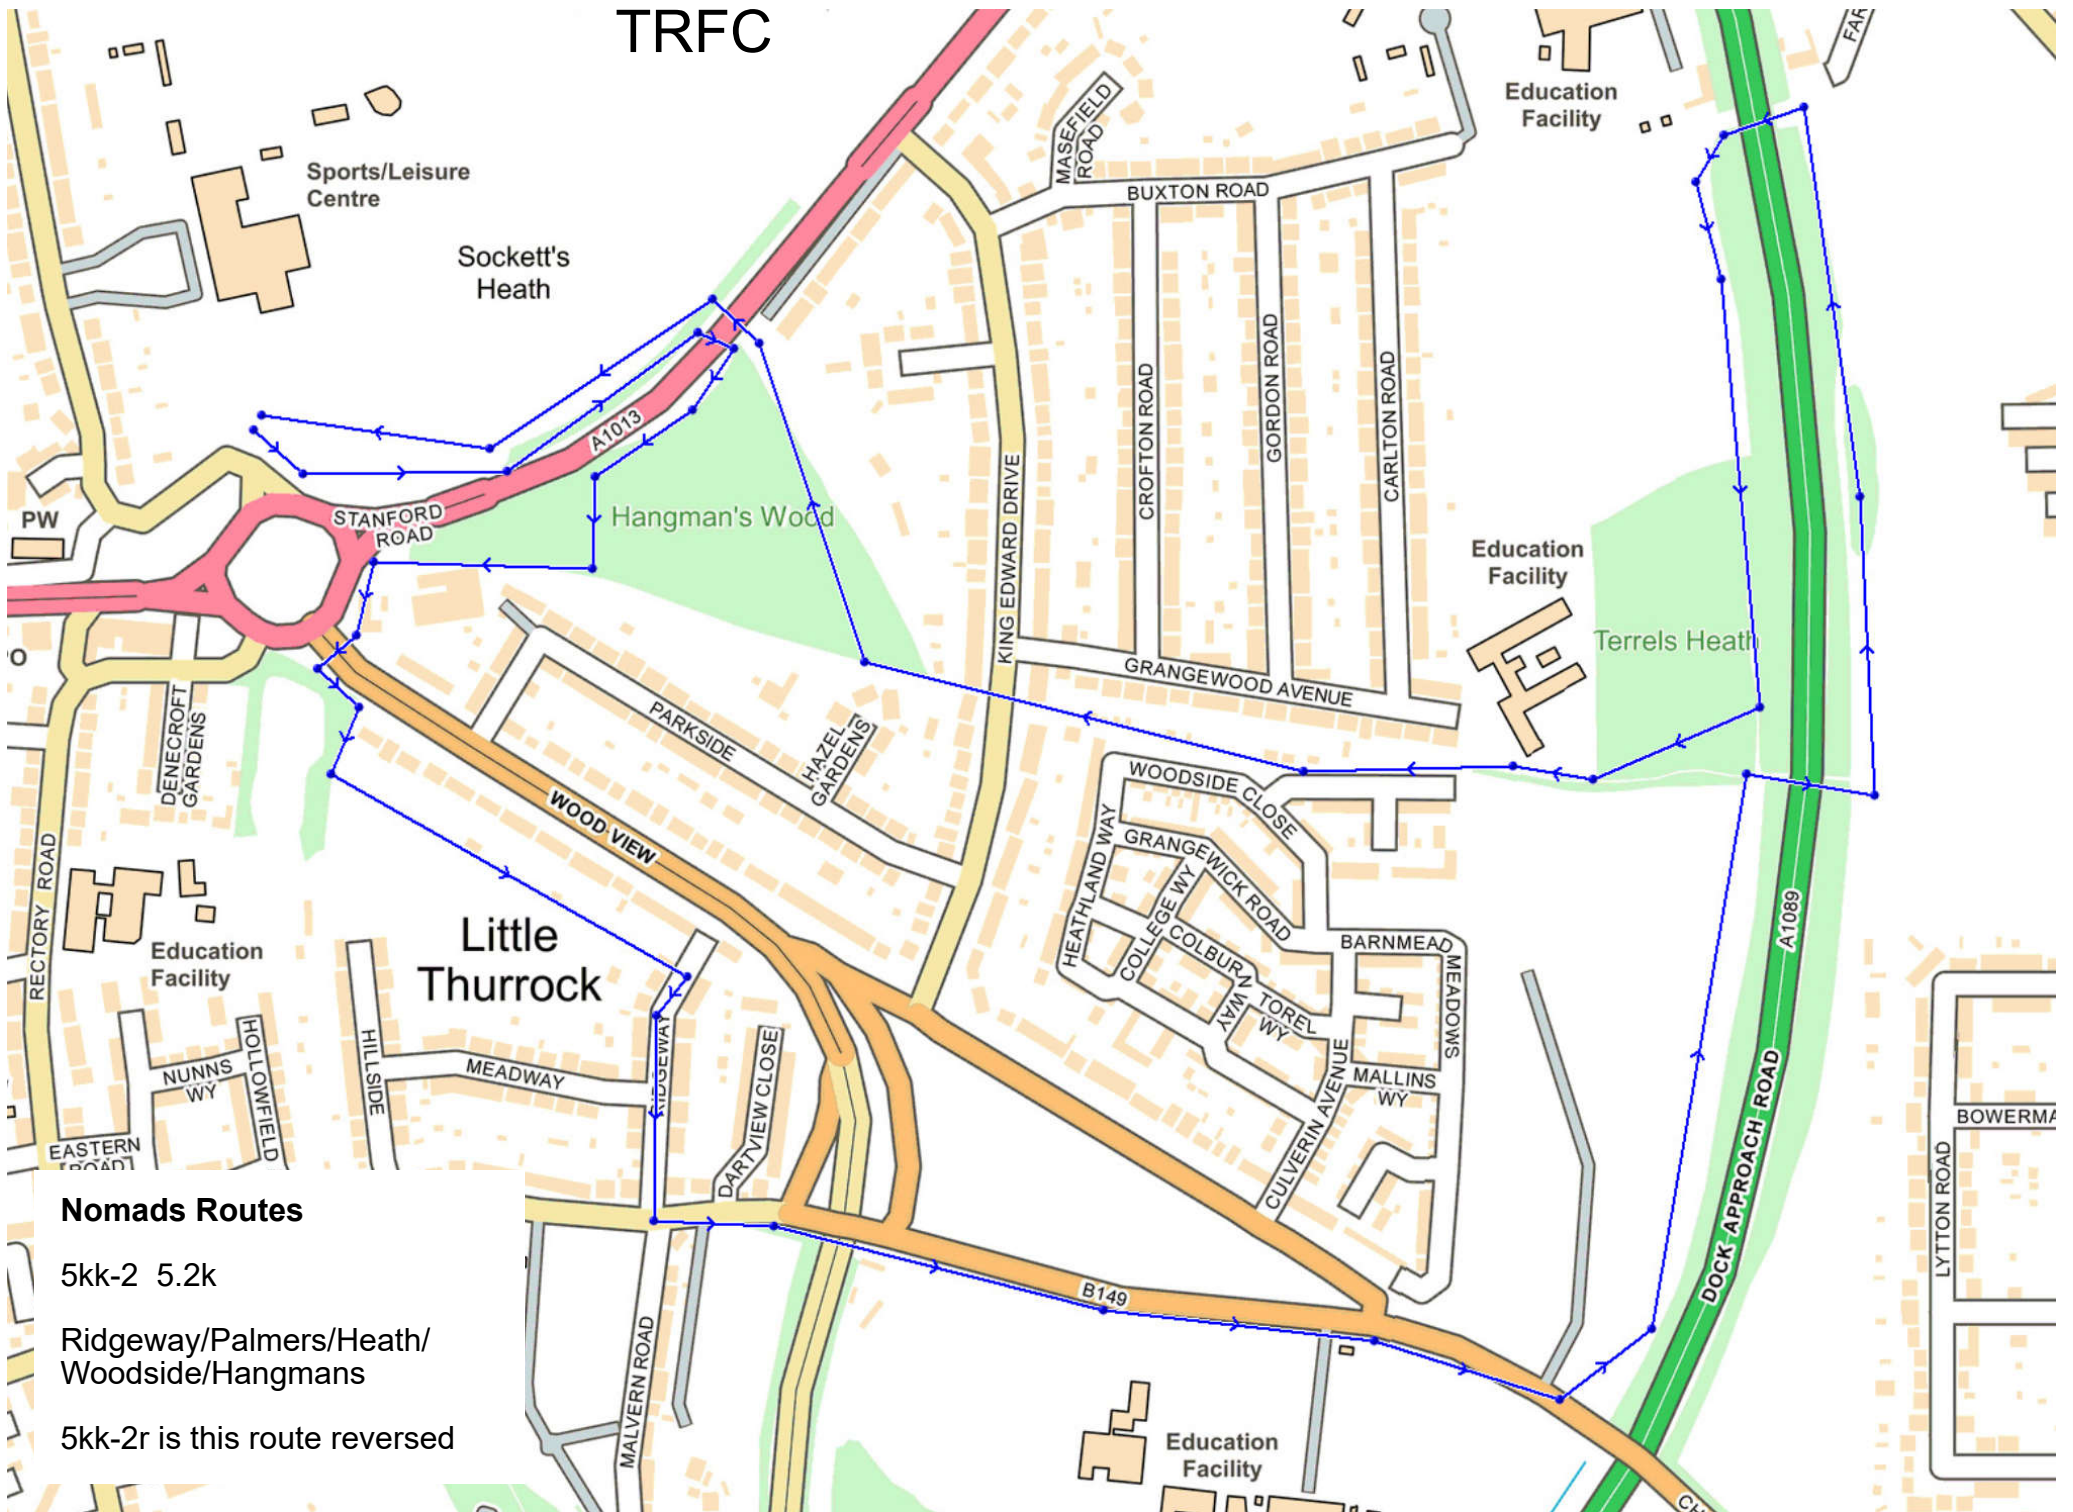 TRFC
Education
Facility
FAR
MASEFIELD
ROAD
Sports/Leisure
Centre
BUXTON ROAD
Sockett's
Heath
CROFTON ROAD
GORDON ROAD
CARLTON ROAD
A1013
KING EDWARD DRIVE
PW
STANFORD
ROAD
Hangman's Wood
Education
Facility
Terrels Heath
GRANGEWOOD AVENUE
DENECROFT
GARDENS
PARKSIDE
HAZEL
GARDENS
WOOD VIEW
WOODSIDE CLOSE
HEATHLAND WAY
GRANGEWICK ROAD
COLLEGE WY
COLBURN WAY
TOREL
WY
BARNMEAD
MEADOWS
A1089
RECTORY ROAD
Education
Facility
Little
Thurrock
HILLSIDE
MEADWAY
RIDGEWAY
DARTVIEW CLOSE
NUNNS
WY
HOLLOWFIELD
EASTERN
ROAD
MALLINS
WY
CULVERIN AVENUE
DOCK APPROACH ROAD
BOWERMA
LYTTON ROAD
B149
MALVERN ROAD
Education
Facility
CH
Nomads Routes
5kk-2 5.2k
Ridgeway/Palmers/Heath/
Woodside/Hangmans
5kk-2r is this route reversed